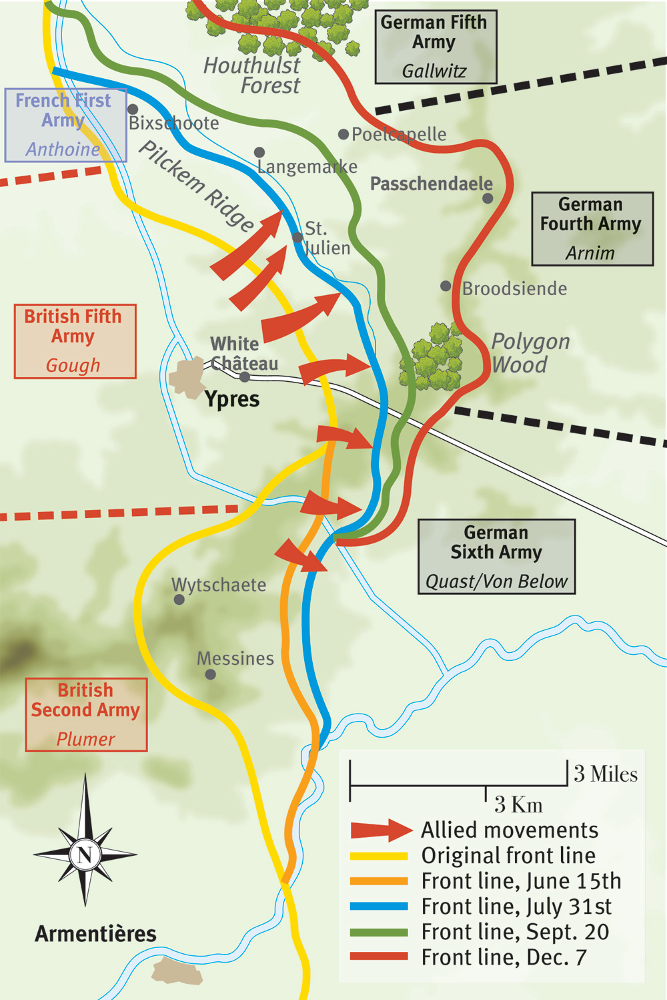 German Fifth
Army
Gallwitz
Houthulst
Forest
French First
Army
Anthoine
Bixschoote
Poelcapelle
Pilckem Ridge
Langemarke
Passchendaele
German
Fourth Army
Arnim
St.
Julien
Broodsiende
British Fifth
Army
Gough
White
Château
Polygon
Wood
Ypres
German
Sixth Army
Quast/Von Below
Wytschaete
Messines
British
Second Army
Plumer
3 Miles
3 Km
N
Allied movements
Original front line
Front line, June 15th
Front line, July 31st
Front line, Sept. 20
Front line, Dec. 7
Armentières